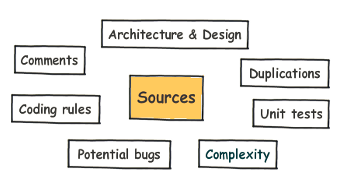 Architecture & Design
Comments
Duplications
Sources
Coding rules
Unit tests
Potential bugs
Complexity